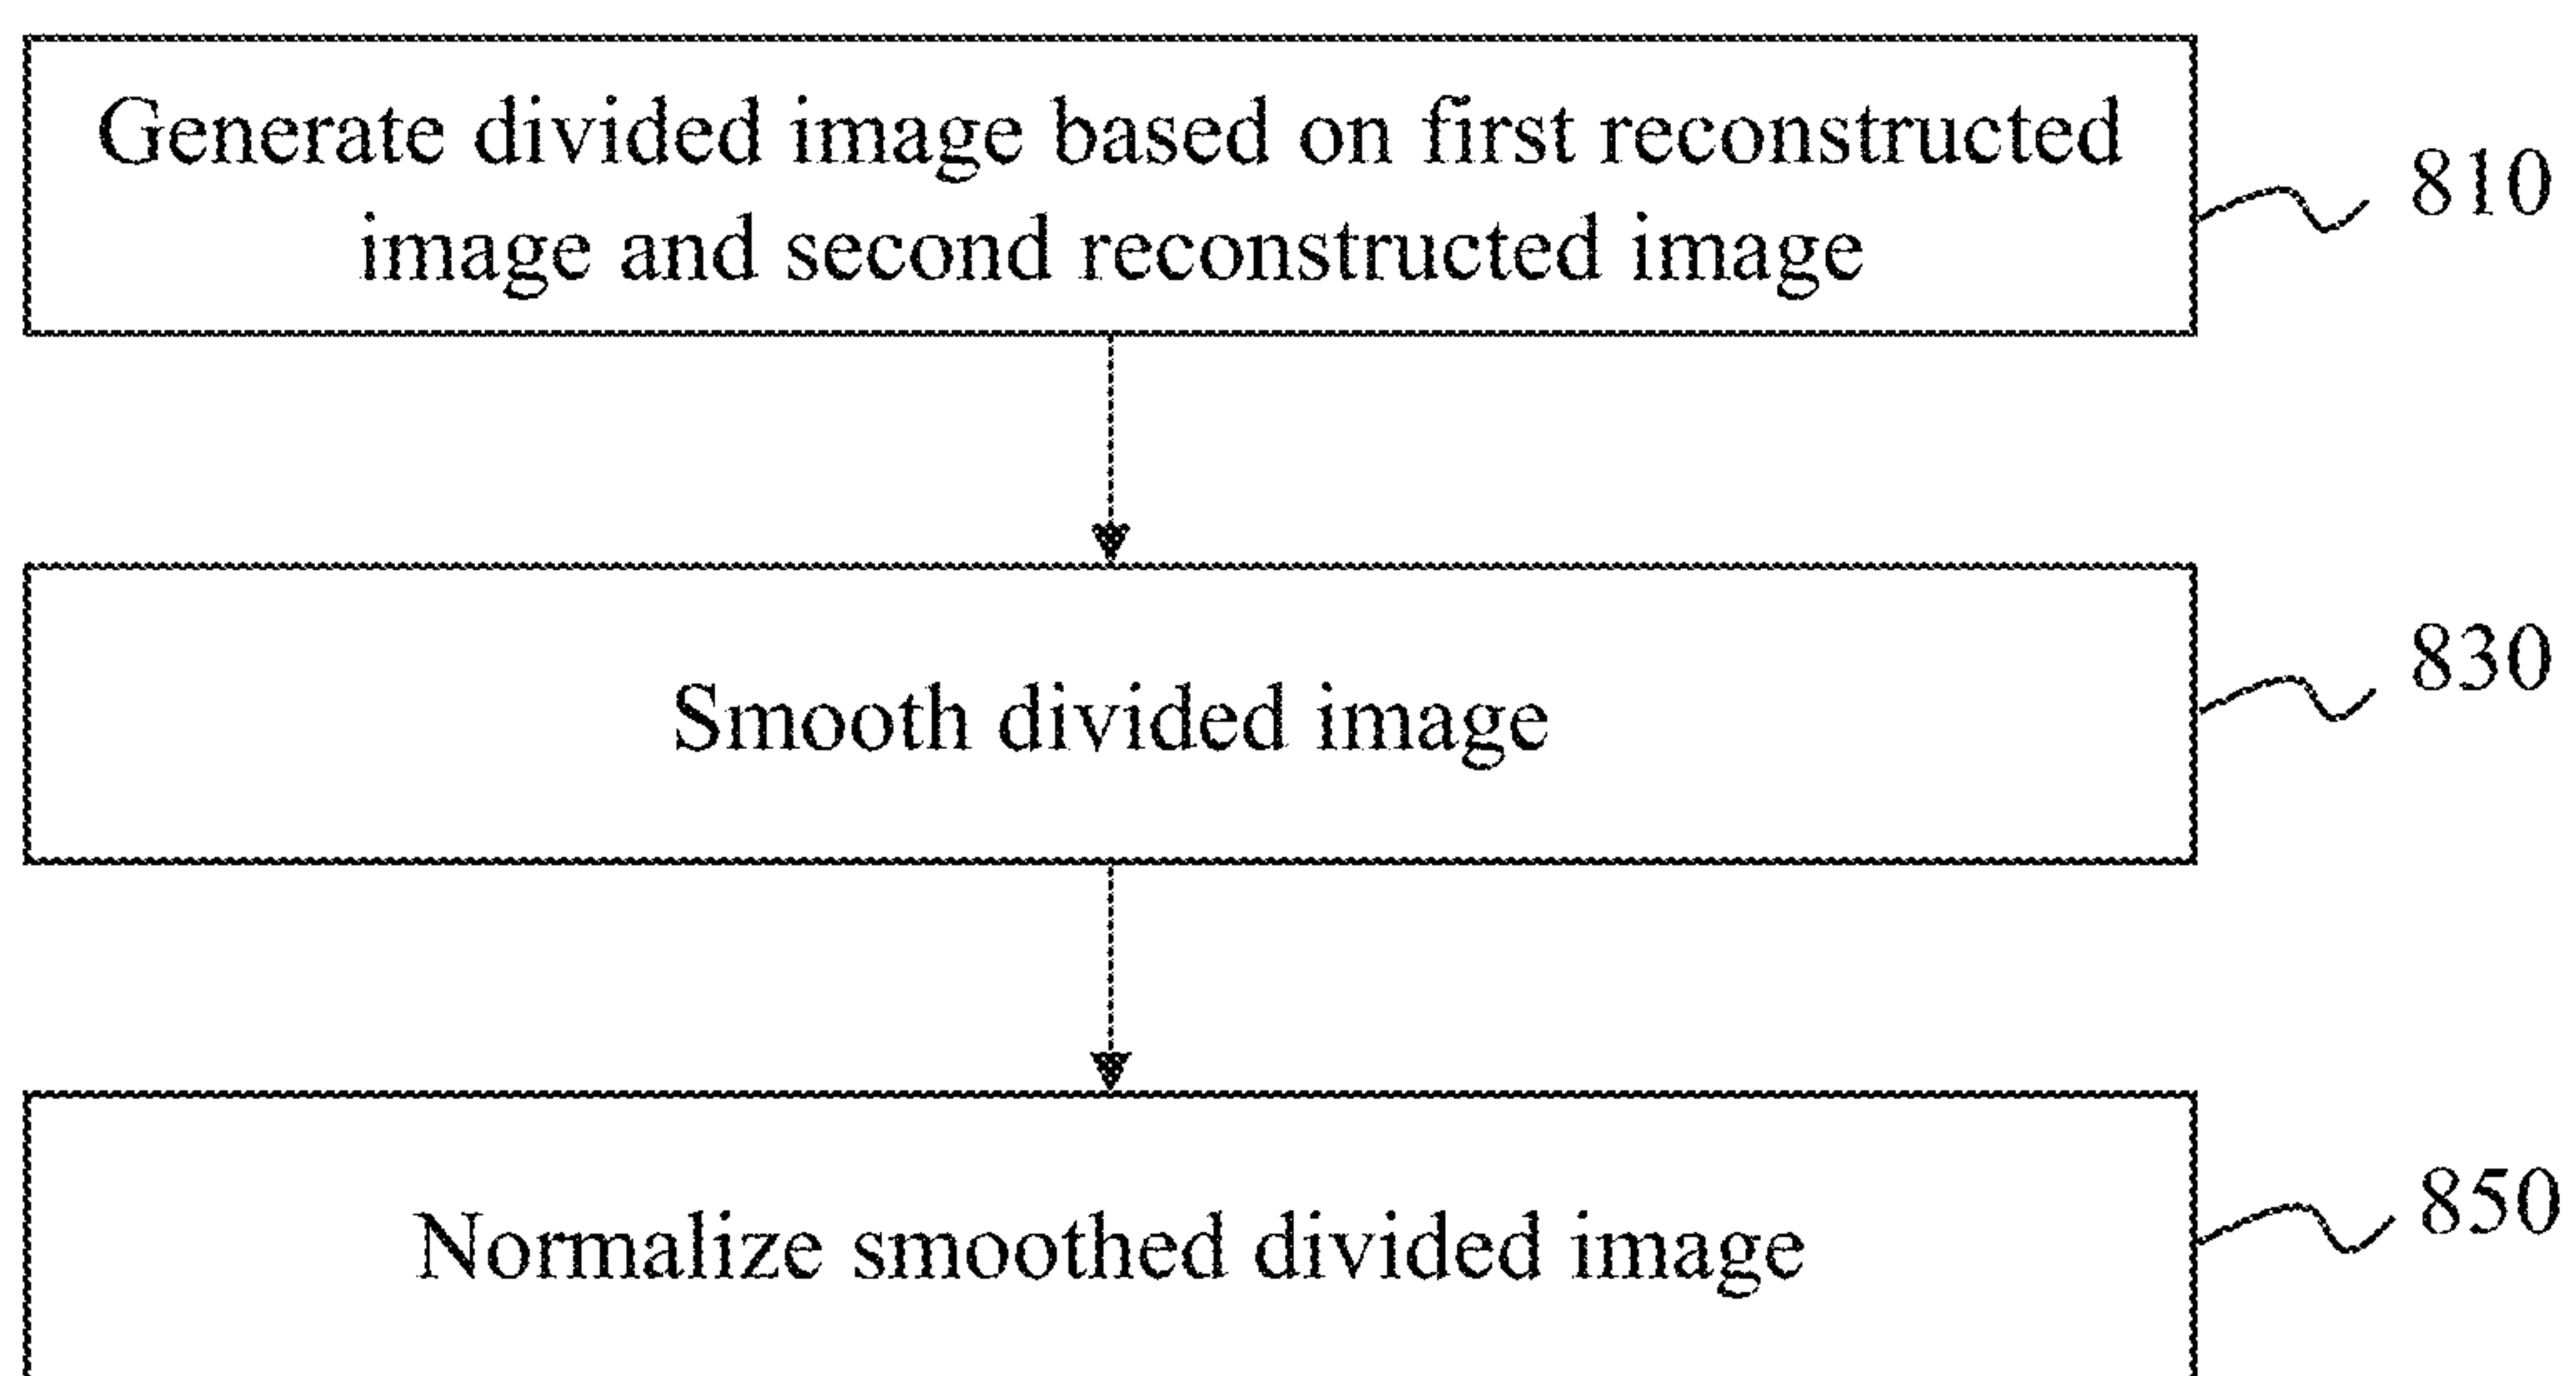 Generate divided image based on first reconstructed
image and second reconstructed image
810
Smooth divided image
830
Normalize smoothed divided image
850